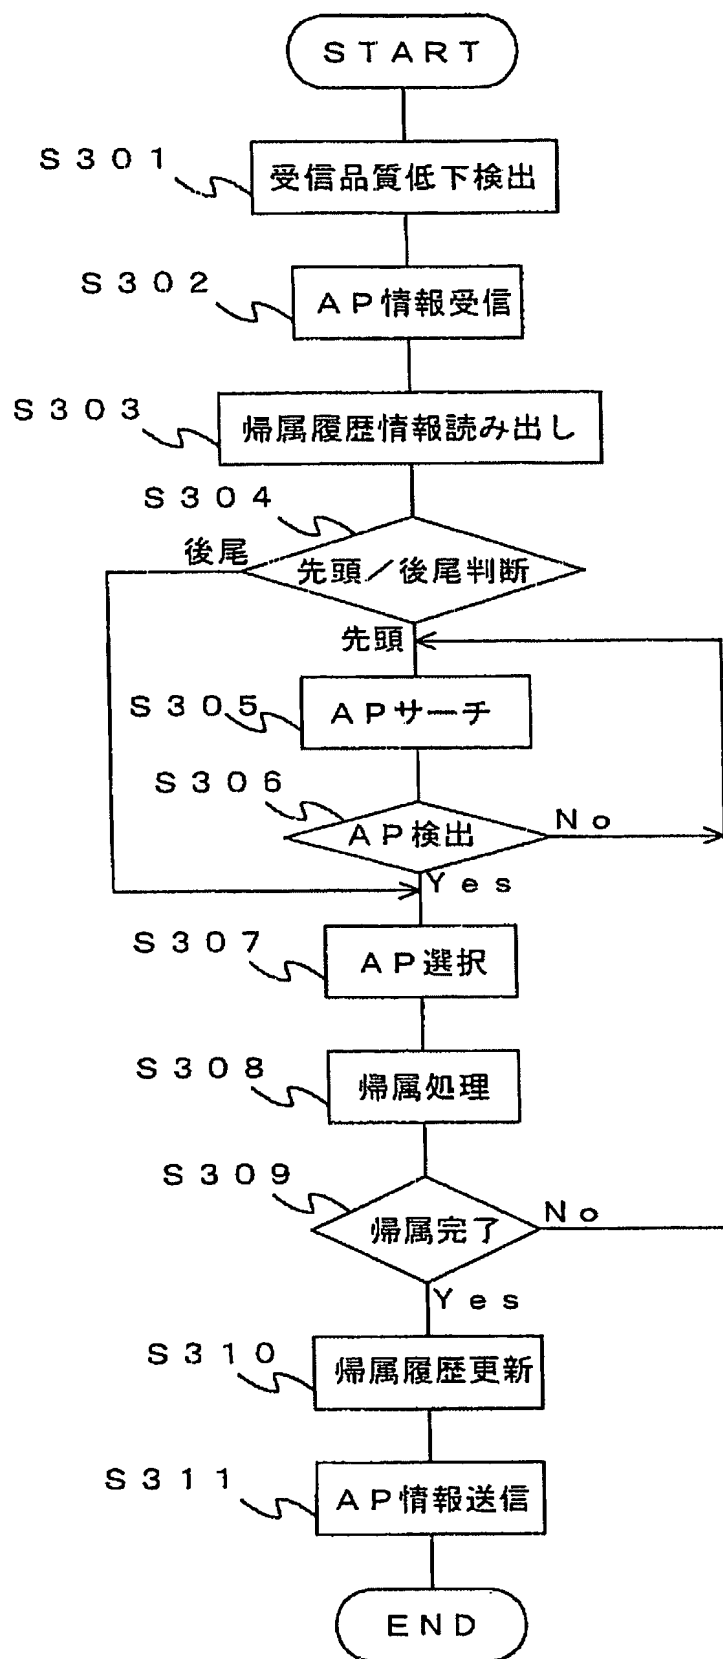 ＳＴＡＲＴ
Ｓ３０１
受信品質低下検出
Ｓ３０２
ＡＰ情報受信
Ｓ３０３
帰属履歴情報読み出し
Ｓ３０４
後尾
先頭／後尾判断
先頭
Ｓ３０５
ＡＰサーチ
Ｓ３０６
ＡＰ検出
Ｎｏ
Ｙｅｓ
Ｓ３０７
ＡＰ選択
Ｓ３０８
帰属処理
Ｓ３０９
帰属完了
Ｎｏ
Ｙｅｓ
Ｓ３１０
帰属履歴更新
Ｓ３１１
ＡＰ情報送信
ＥＮＤ